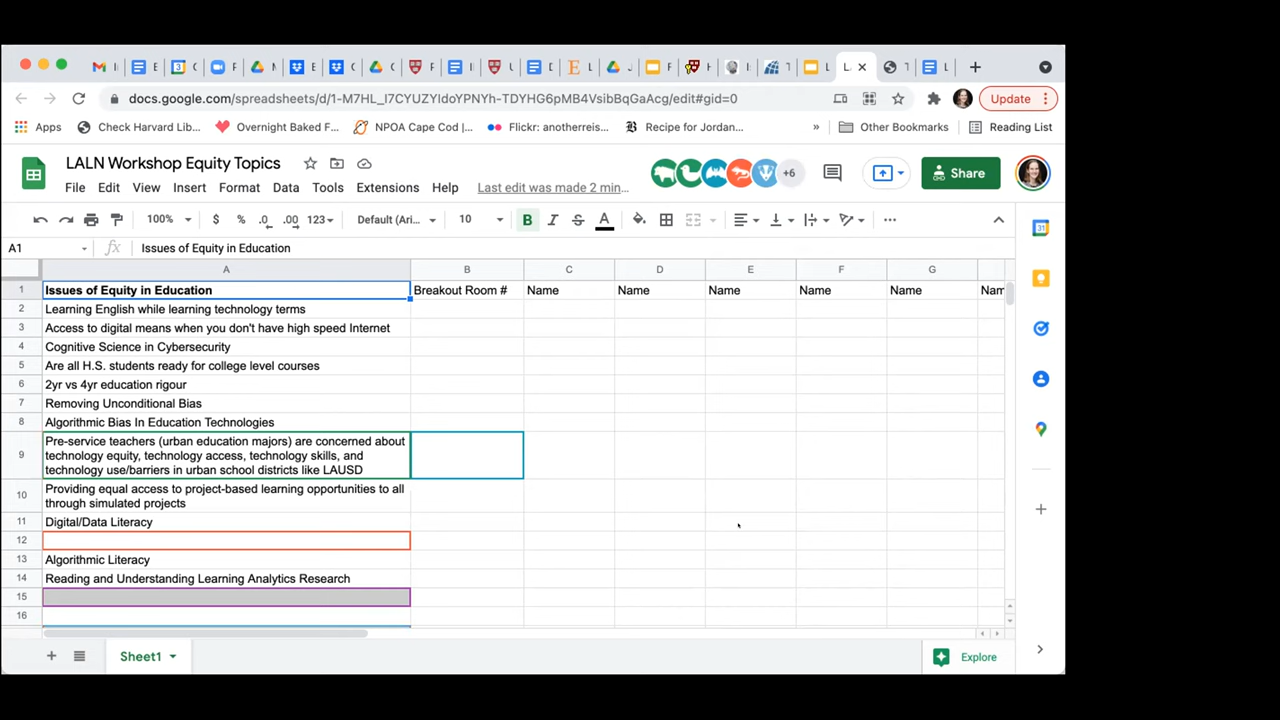 docs.google.com/spreadsheets/d/1-M7HL_I7CYUZYIdoYPNYh-TDYHG6pMB4VsibBqGaAcg/edit#gid=0
Update
Apps
Check Harvard Lib...
Overnight Baked F...
NPOA Cape Cod |...
Flickr: anotherreis...
Recipe for Jordan...
»
Other Bookmarks
Reading List
LALN Workshop Equity Topics
+6
Share
File Edit View Insert Format Data Tools Extensions Help
Last edit was made 2 min...
100% $ % .0 .00 123 Default (Ari... 10 B I S A
A1 fx Issues of Equity in Education
A B C D E F G
1 Issues of Equity in Education Breakout Room # Name Name Name Name Name Nam
2 Learning English while learning technology terms
3 Access to digital means when you don't have high speed Internet
4 Cognitive Science in Cybersecurity
5 Are all H.S. students ready for college level courses
6 2yr vs 4yr education rigour
7 Removing Unconditional Bias
8 Algorithmic Bias In Education Technologies
9 Pre-service teachers (urban education majors) are concerned about
technology equity, technology access, technology skills, and
technology use/barriers in urban school districts like LAUSD
10 Providing equal access to project-based learning opportunities to all
through simulated projects
11 Digital/Data Literacy
12
13 Algorithmic Literacy
14 Reading and Understanding Learning Analytics Research
15
16
Sheet1
Explore